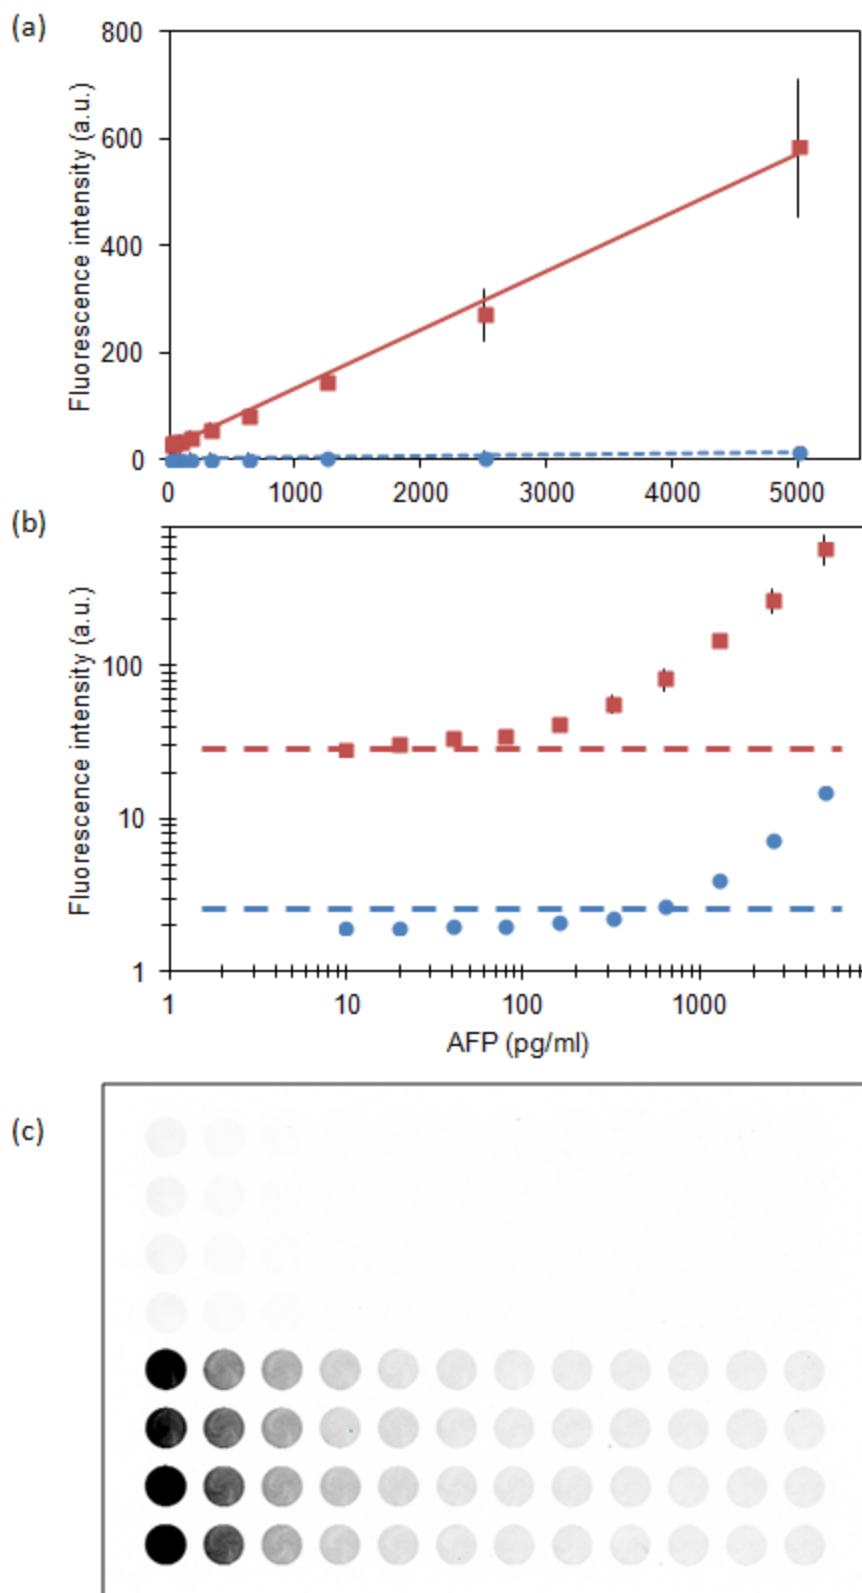 (a)
800
600
400
200
0
Fluorescence intensity (a.u.)
0 1000 2000 3000 4000 5000
(b)
100
10
1
Fluorescence intensity (a.u.)
1 10 100 1000
AFP (pg/ml)
(c)